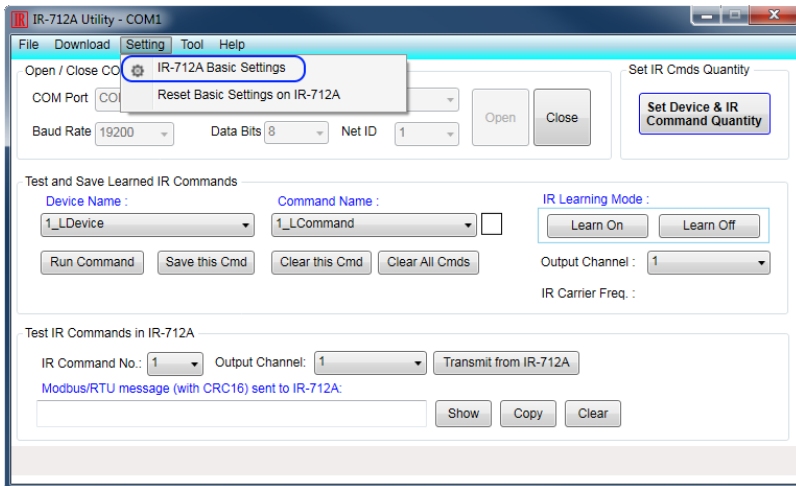 IR IR-712A Utility - COM1
File Download Setting Tool Help
IR-712A Basic Settings
Reset Basic Settings on IR-712A
Open / Close CO
COM Port CO
Baud Rate 19200 Data Bits 8 Net ID 1
Open Close
Set IR Cmds Quantity
Set Device & IR
Command Quantity
Test and Save Learned IR Commands
Device Name : Command Name : IR Learning Mode :
1_LDevice 1_LCommand Learn On Learn Off
Run Command Save this Cmd Clear this Cmd Clear All Cmds Output Channel : 1
IR Carrier Freq. :
Test IR Commands in IR-712A
IR Command No.: 1 Output Channel: 1 Transmit from IR-712A
Modbus/RTU message (with CRC16) sent to IR-712A:
Show Copy Clear